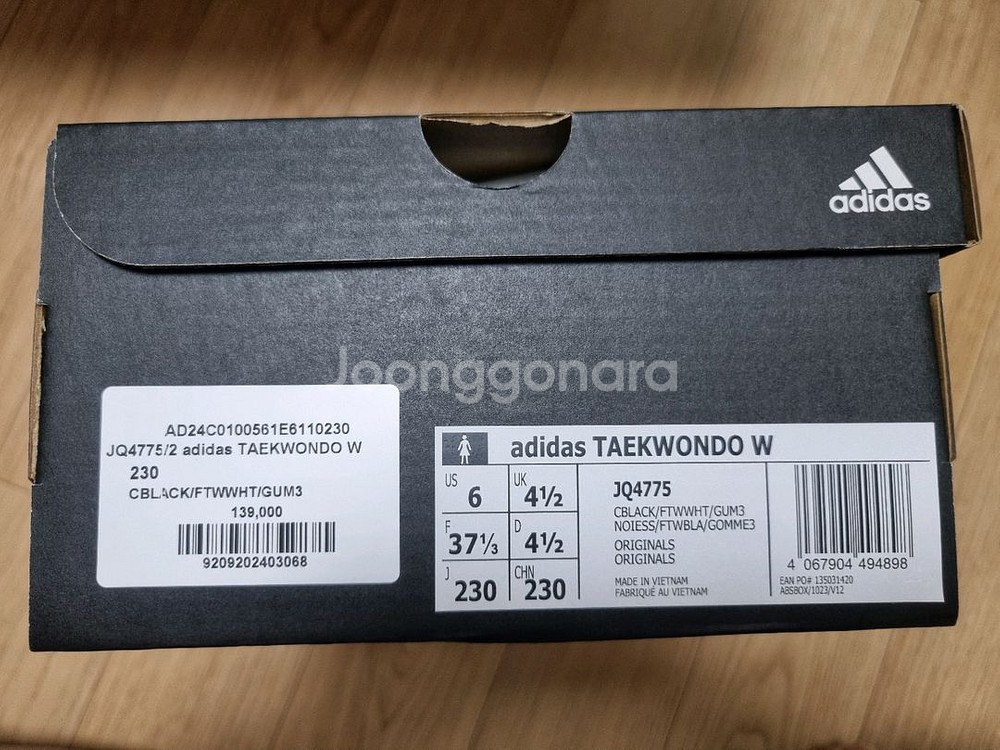 adidas
Joonggonara
AD24C0100561E6110230
JQ4775/2 adidas TAEKWONDO W
230
CBLACK/FTWWHT/GUM3
139,000
9209202403068
adidas TAEKWONDO W
US 6 UK 4½
F 37⅓ D 4½
J 230 CHN 230
JQ4775
CBLACK/FTWWHT/GUM3
NOIESS/FTWBLA/GOMME3
ORIGINALS
ORIGINALS
MADE IN VIETNAM
FABRIQUÉ AU VIETNAM
4 067904 494898
EAN PO# 135031420
ABSBOX/1023/V12